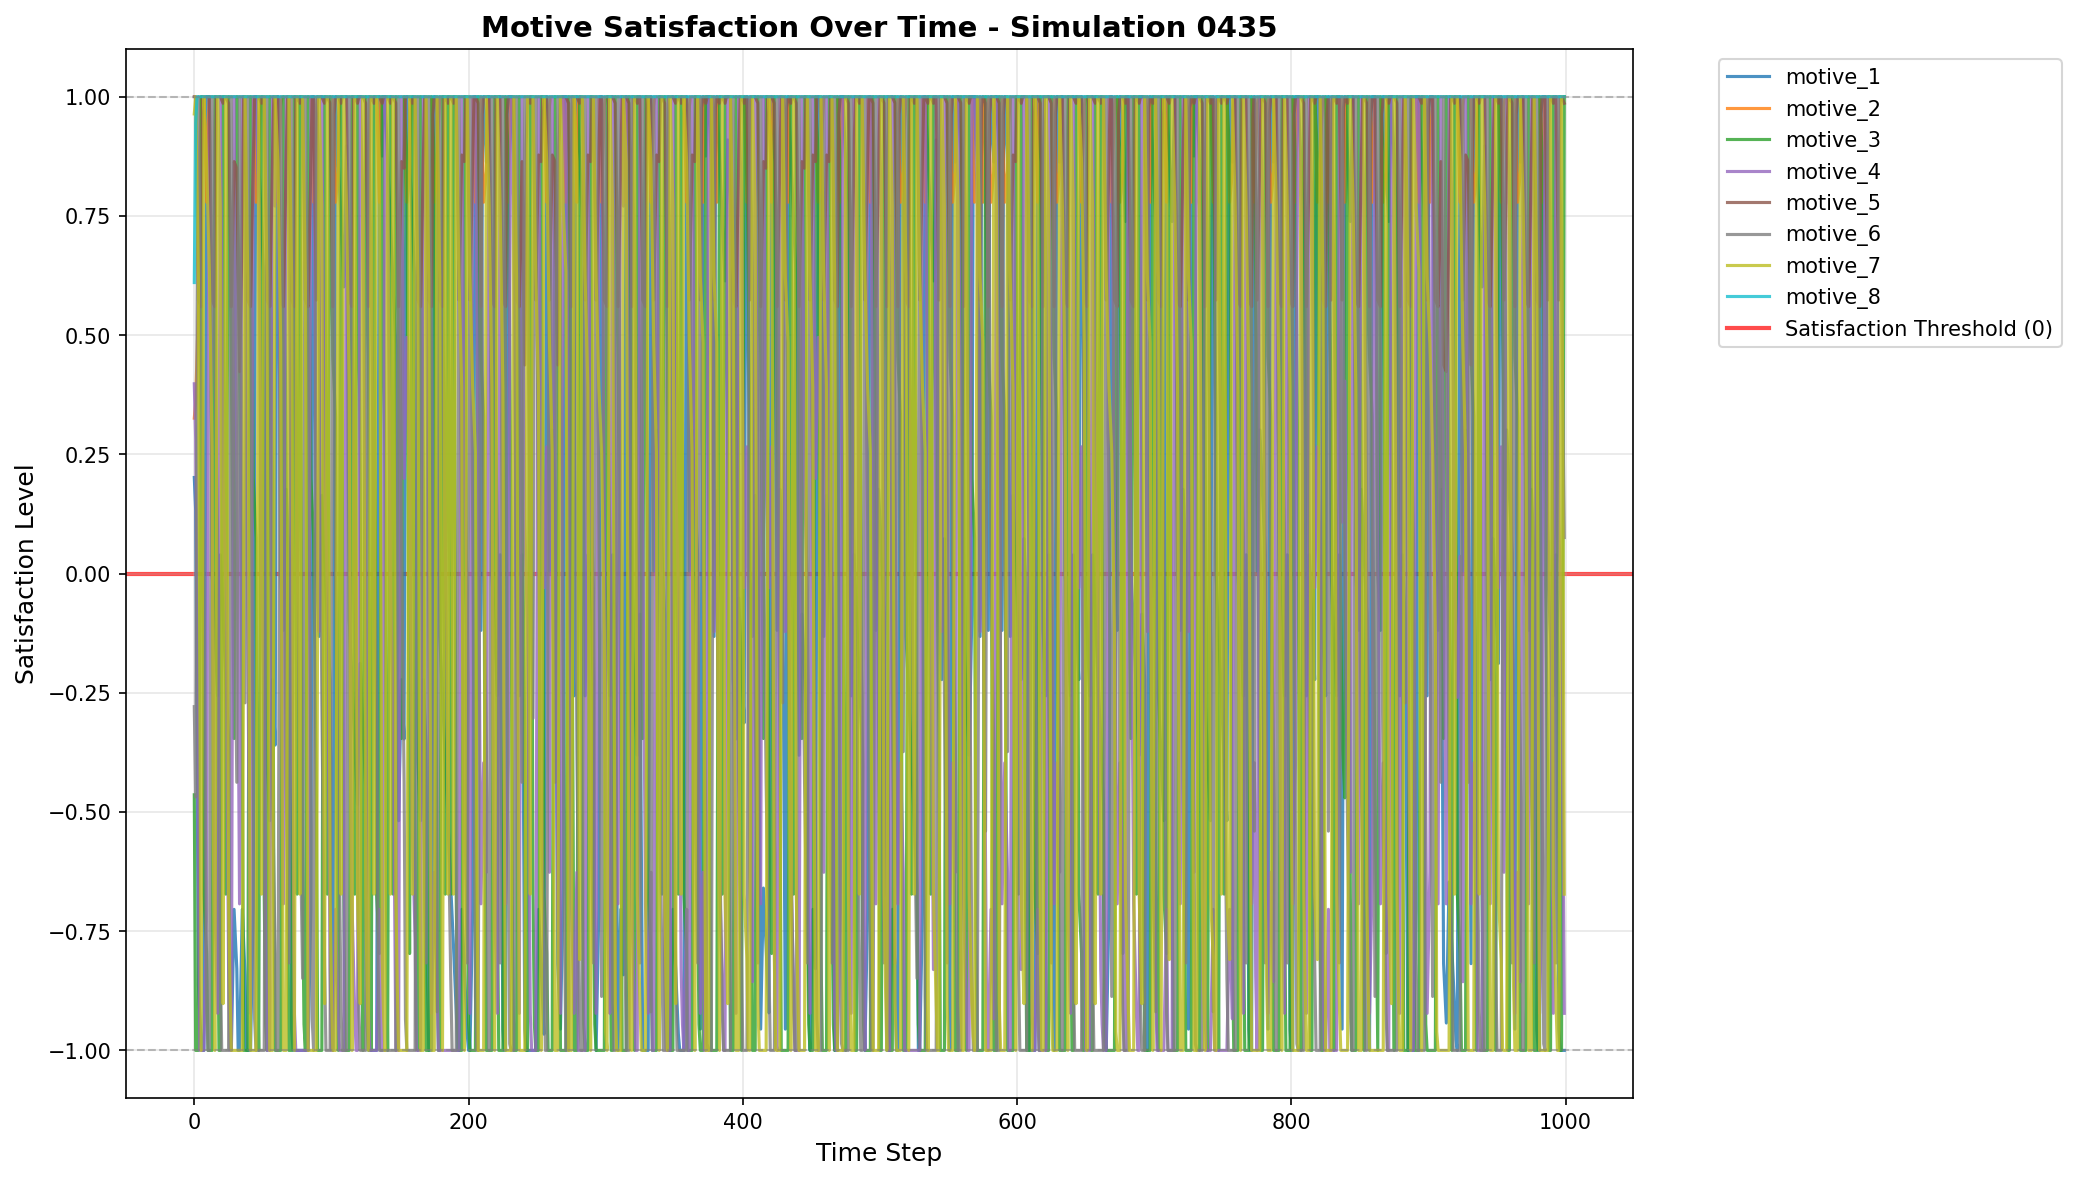 Motive Satisfaction Over Time - Simulation 0435
1.00
0.75
0.50
0.25
0.00
−0.25
−0.50
−0.75
−1.00
Satisfaction Level
0
200
400
600
800
1000
Time Step
motive_1
motive_2
motive_3
motive_4
motive_5
motive_6
motive_7
motive_8
Satisfaction Threshold (0)